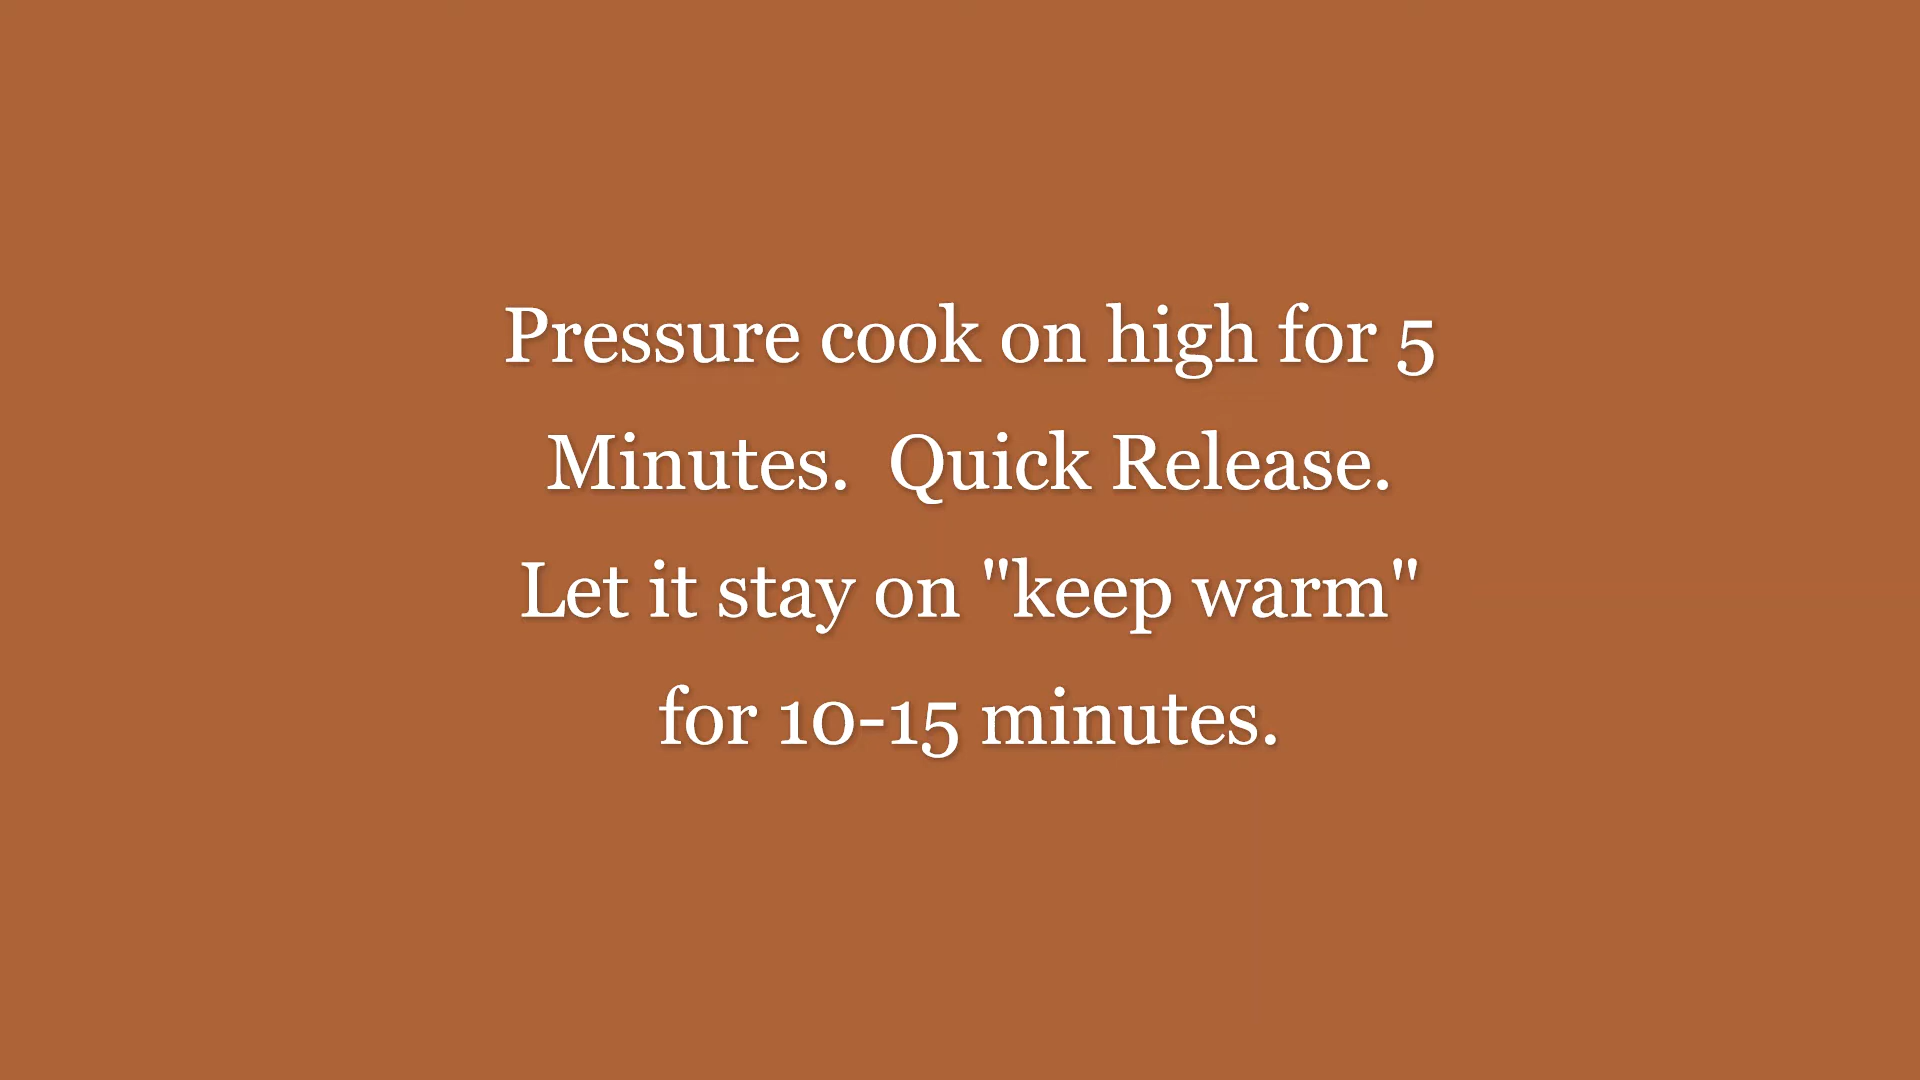 Pressure cook on high for 5
Minutes.  Quick Release.
Let it stay on "keep warm"
for 10-15 minutes.